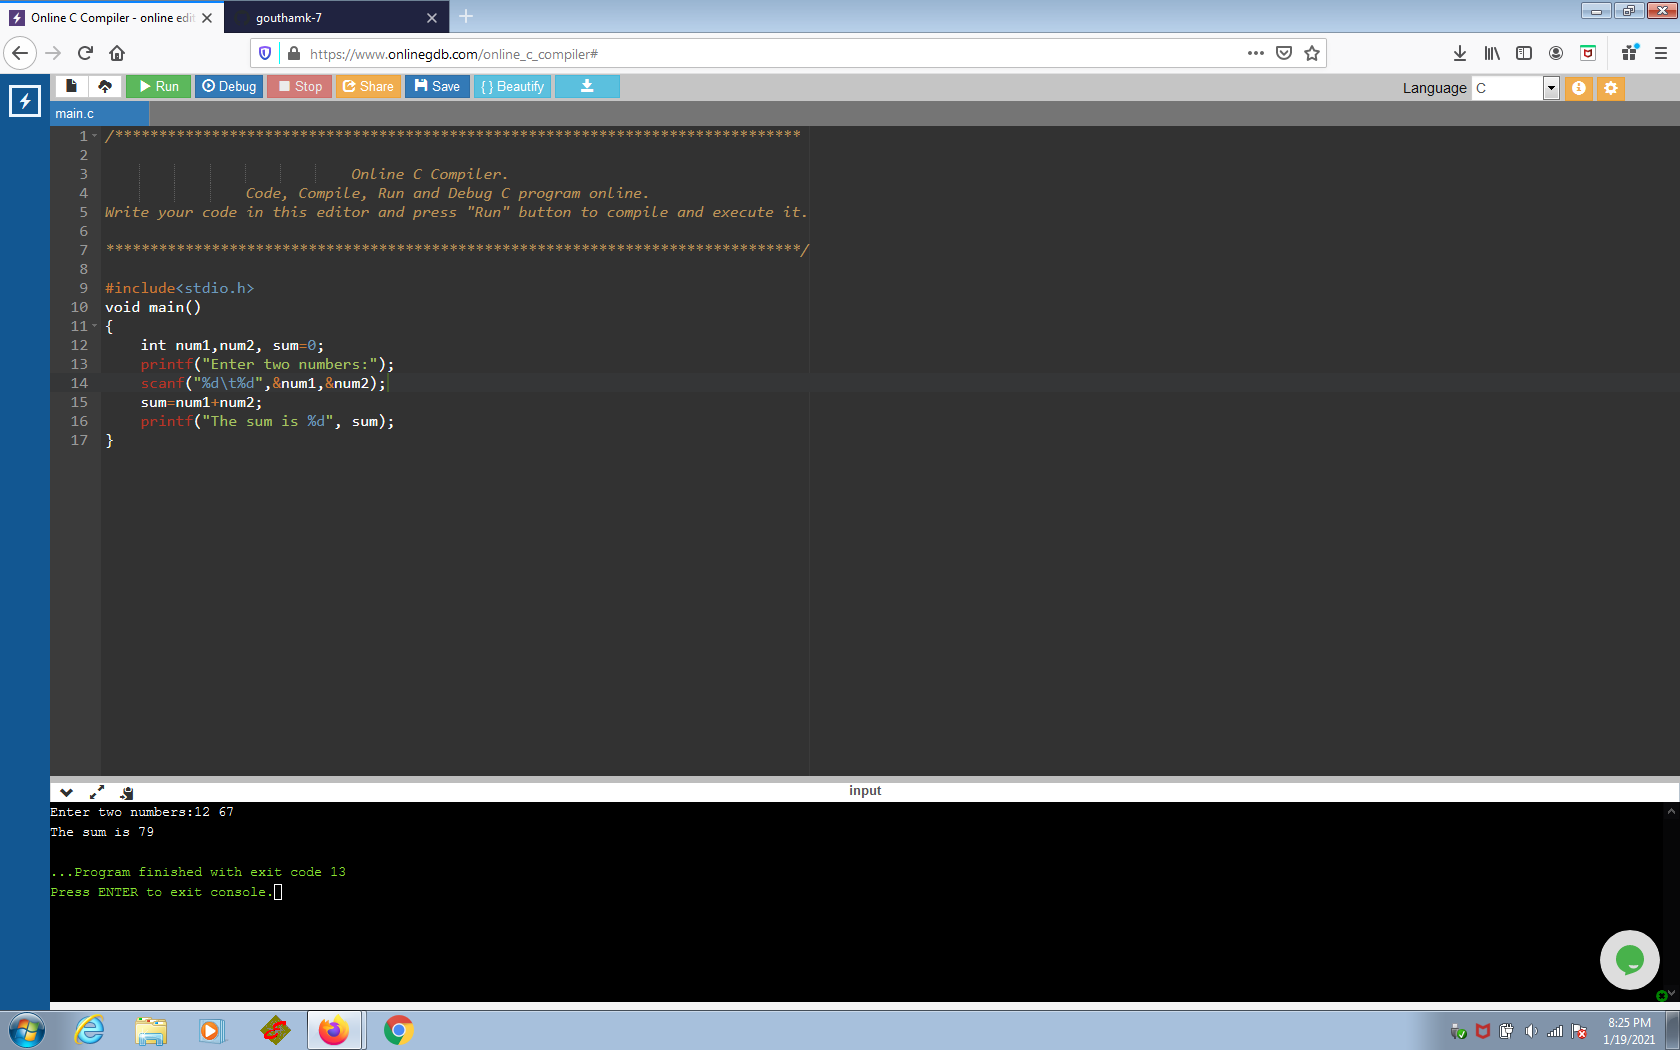 Online C Compiler - online edi
gouthamk-7
https://www.onlinegdb.com/online_c_compiler#
Run Debug Stop Share Save { } Beautify
Language C
main.c
1 /******************************************************************************
2
3 Online C Compiler.
4 Code, Compile, Run and Debug C program online.
5 Write your code in this editor and press "Run" button to compile and execute it.
6
7 *******************************************************************************/
8
9 #include<stdio.h>
10 void main()
11 {
12 int num1,num2, sum=0;
13 printf("Enter two numbers:");
14 scanf("%d\t%d",&num1,&num2);
15 sum=num1+num2;
16 printf("The sum is %d", sum);
17 }
input
Enter two numbers:12 67
The sum is 79
...Program finished with exit code 13
Press ENTER to exit console.
8:25 PM
1/19/2021